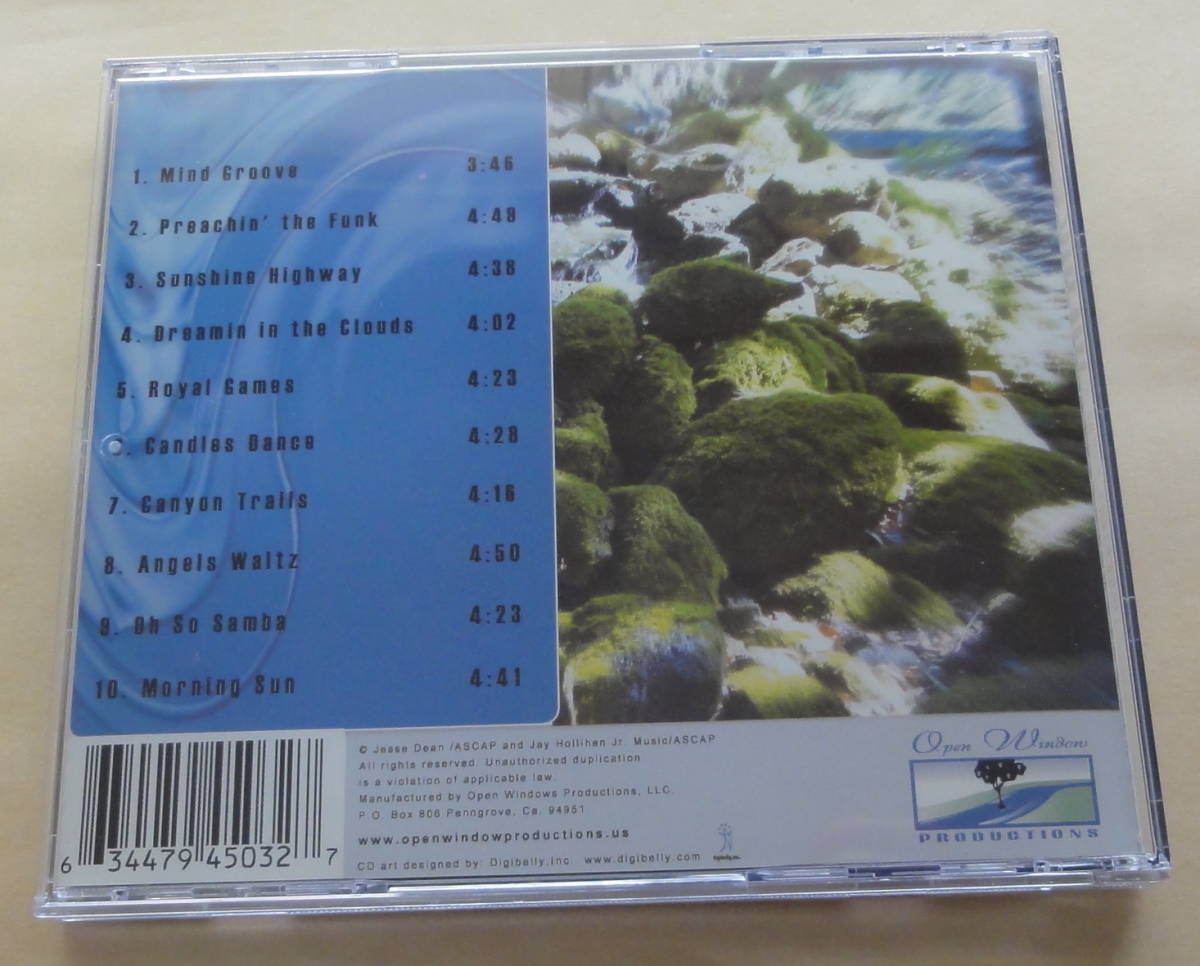 1. Mind Groove 3:46
2. Preachin' the Funk 4:49
3. Sunshine Highway 4:38
4. Dreamin in the Clouds 4:02
5. Royal Games 4:23
. Candles Dance 4:28
7. Canyon Trails 4:16
8. Angels Waltz 4:50
9. Oh So Samba 4:23
10. Morning Sun 4:41
6 34479 45032 7
© Jesse Dean /ASCAP and Jay Hollihan Jr. Music/ASCAP
All rights reserved. Unauthorized duplication
is a violation of applicable law.
Manufactured by Open Windows Productions, LLC.
P.O. Box 806 Penngrove, Ca. 94951
www.openwindowproductions.us
CD art designed by: Digibelly,Inc. www.digibelly.com
Open Window
PRODUCTIONS